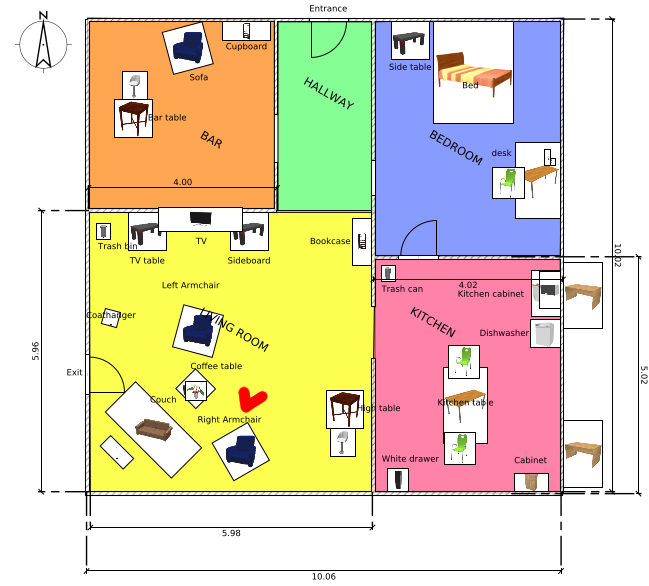 Entrance
N
Cupboard
Sofa
Side table
HALLWAY
Bed
Bar table
BAR
BEDROOM
desk
4.00
TV
Bookcase
Trash bin
TV table
Sideboard
10.02
Left Armchair
Trash can
4.02
Kitchen cabinet
Coathanger
LIVING ROOM
KITCHEN
Dishwasher
5.96
Exit
Coffee table
5.02
Couch
High table
Kitchen table
Right Armchair
White drawer
Cabinet
5.98
10.06